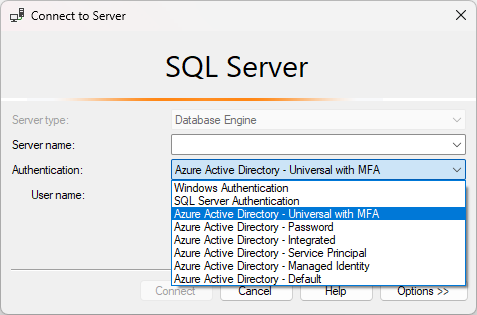 Connect to Server
SQL Server
Server type:
Database Engine
Server name:
Authentication:
Azure Active Directory - Universal with MFA
User name:
Windows Authentication
SQL Server Authentication
Azure Active Directory - Universal with MFA
Azure Active Directory - Password
Azure Active Directory - Integrated
Azure Active Directory - Service Principal
Azure Active Directory - Managed Identity
Azure Active Directory - Default
Connect
Cancel
Help
Options >>